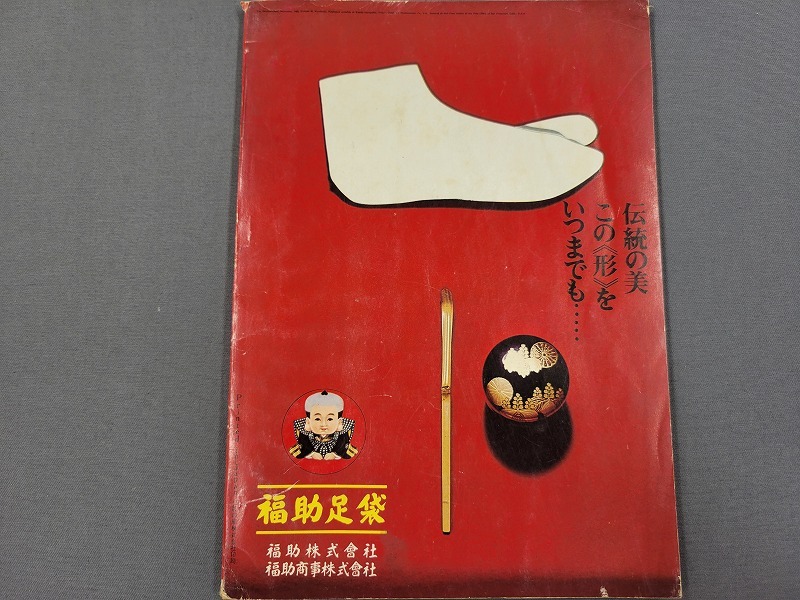 伝統の美
この《形》を
いつまでも・・・・・
福助足袋
福助株式會社
福助商事株式會社